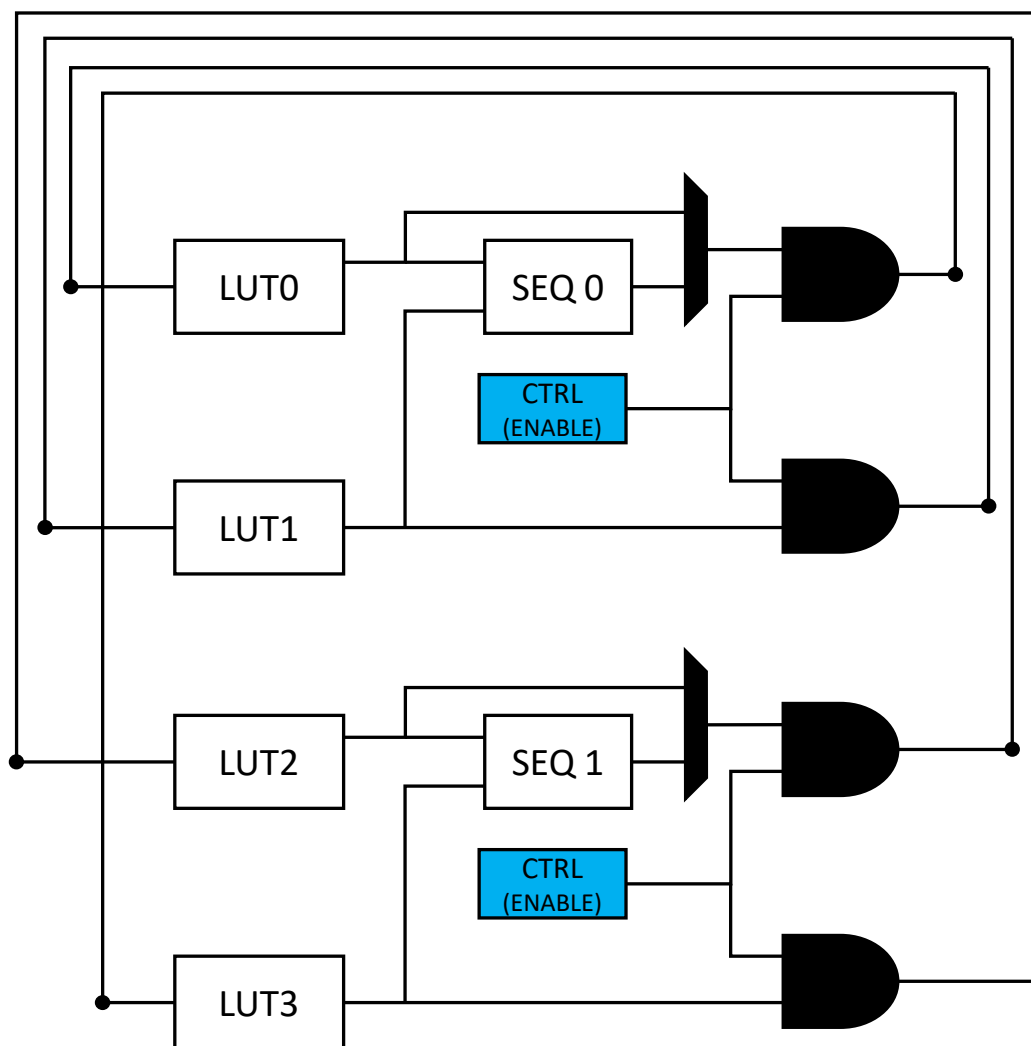 LUT0
SEQ 0
CTRL
(ENABLE)
LUT1
LUT2
SEQ 1
CTRL
(ENABLE)
LUT3